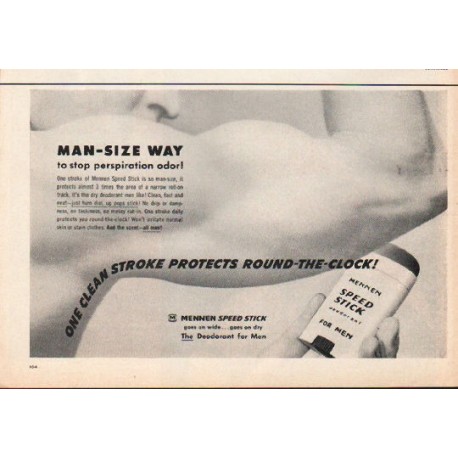 MAN-SIZE WAY
to stop perspiration odor!
One stroke of Mennen Speed Stick is so man-size, it
protects almost 3 times the area of a narrow roll-on
track. It's the dry deodorant men like! Clean, fast and
neat—just turn dial, up pops stick! No drip or damp-
ness, no tackiness, so messy rub-in. One stroke daily
protects you round-the-clock! Won't irritate normal
skin or stain clothes. And the scent—all man!
ONE CLEAN STROKE PROTECTS ROUND-THE-CLOCK!
M MENNEN SPEED STICK
goes on wide...goes on dry
The Deodorant for Men
MENNEN
SPEED
STICK
DEODORANT
FOR MEN